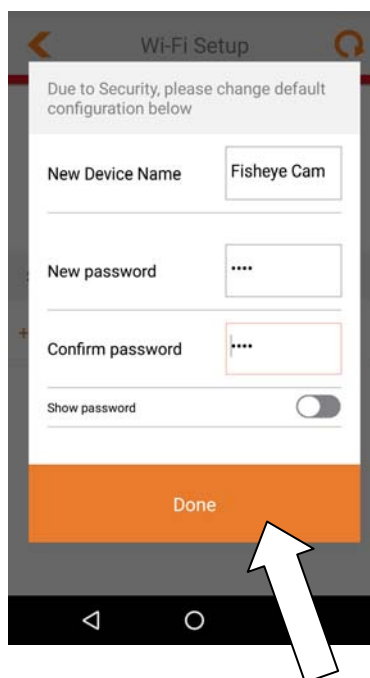 Wi-Fi Setup
Due to Security, please change default
configuration below
New Device Name
Fisheye Cam
New password
••••
Confirm password
••••
Show password
Done